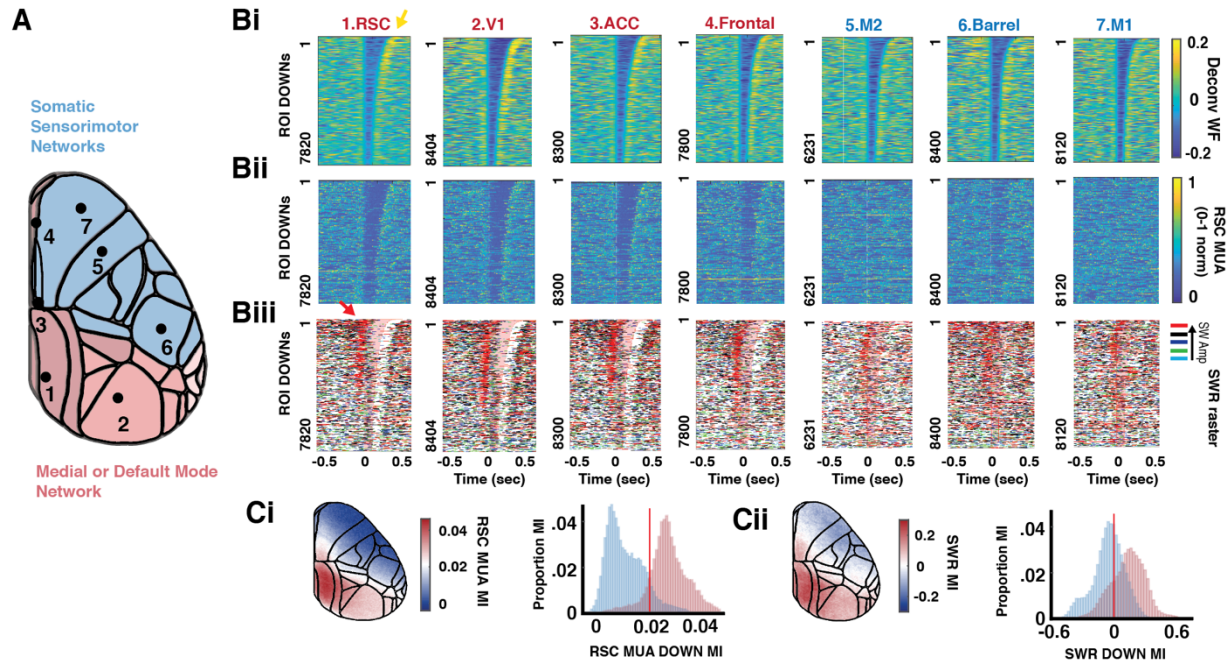 A
Somatic
Sensorimotor
Networks
7
4
5
3
6
1
2
Medial or Default Mode
Network
Bi
1.RSC
2.V1
3.ACC
4.Frontal
5.M2
6.Barrel
7.M1
ROI DOWNs
1
7820
1
8404
1
8300
1
7800
1
6231
1
8400
1
8120
0.2
0
-0.2
Deconv WF
Bii
ROI DOWNs
1
7820
1
8404
1
8300
1
7800
1
6231
1
8400
1
8120
1
0
RSC MUA
(0-1 norm)
Biii
ROI DOWNs
1
7820
1
8404
1
8300
1
7800
1
6231
1
8400
1
8120
SW Amp
SWR raster
-0.5 0 0.5
-0.5 0 0.5
-0.5 0 0.5
-0.5 0 0.5
-0.5 0 0.5
-0.5 0 0.5
-0.5 0 0.5
Time (sec)
Time (sec)
Time (sec)
Time (sec)
Time (sec)
Time (sec)
Time (sec)
Ci
0.04
0.02
0
RSC MUA MI
Proportion MI
.04
.02
0
0 0.02 0.04
RSC MUA DOWN MI
Cii
0.2
0
-0.2
SWR MI
Proportion MI
.04
.02
0
-0.6 0 0.6
SWR DOWN MI